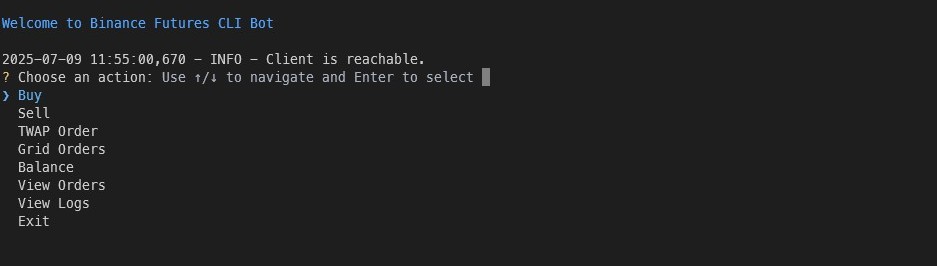 Welcome to Binance Futures CLI Bot
2025-07-09 11:55:00,670 - INFO - Client is reachable.
? Choose an action: Use ↑/↓ to navigate and Enter to select
❯ Buy
Sell
TWAP Order
Grid Orders
Balance
View Orders
View Logs
Exit